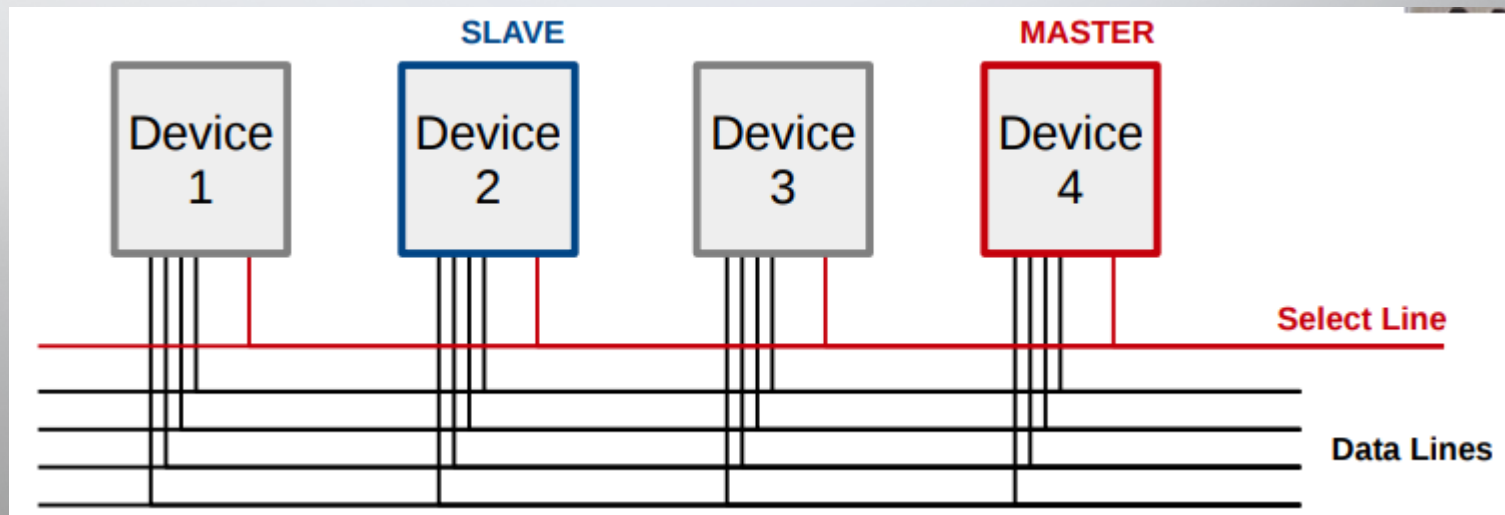 SLAVE
MASTER
Device
1
Device
2
Device
3
Device
4
Select Line
Data Lines